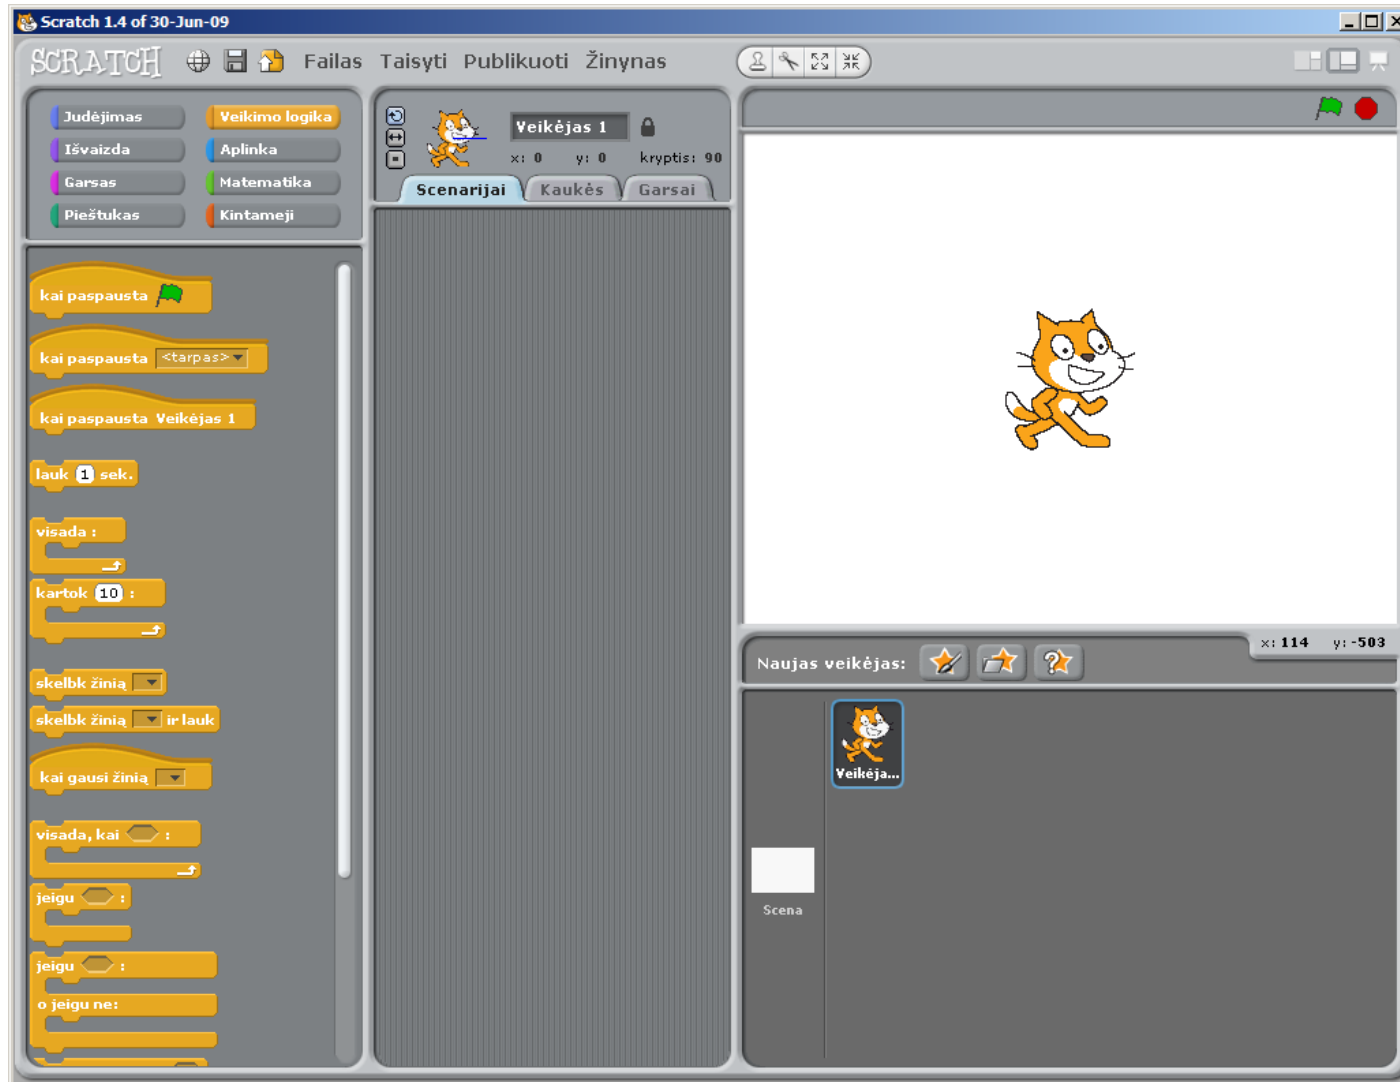 Scratch 1.4 of 30-Jun-09
SCRATCH Failas Taisyti Publikuoti Žinynas
Judėjimas Veikimo logika
Išvaizda Aplinka
Garsas Matematika
Pieštukas Kintameji
kai paspausta
kai paspausta <tarpas>
kai paspausta Veikėjas 1
lauk 1 sek.
visada :
kartok 10 :
skelbk žinią
skelbk žinią ir lauk
kai gausi žinią
visada, kai :
jeigu :
jeigu :
o jeigu ne:
Veikėjas 1
x: 0 y: 0 kryptis: 90
Scenarijai Kaukės Garsai
x: 114 y: -503
Naujas veikėjas:
Veikėja...
Scena